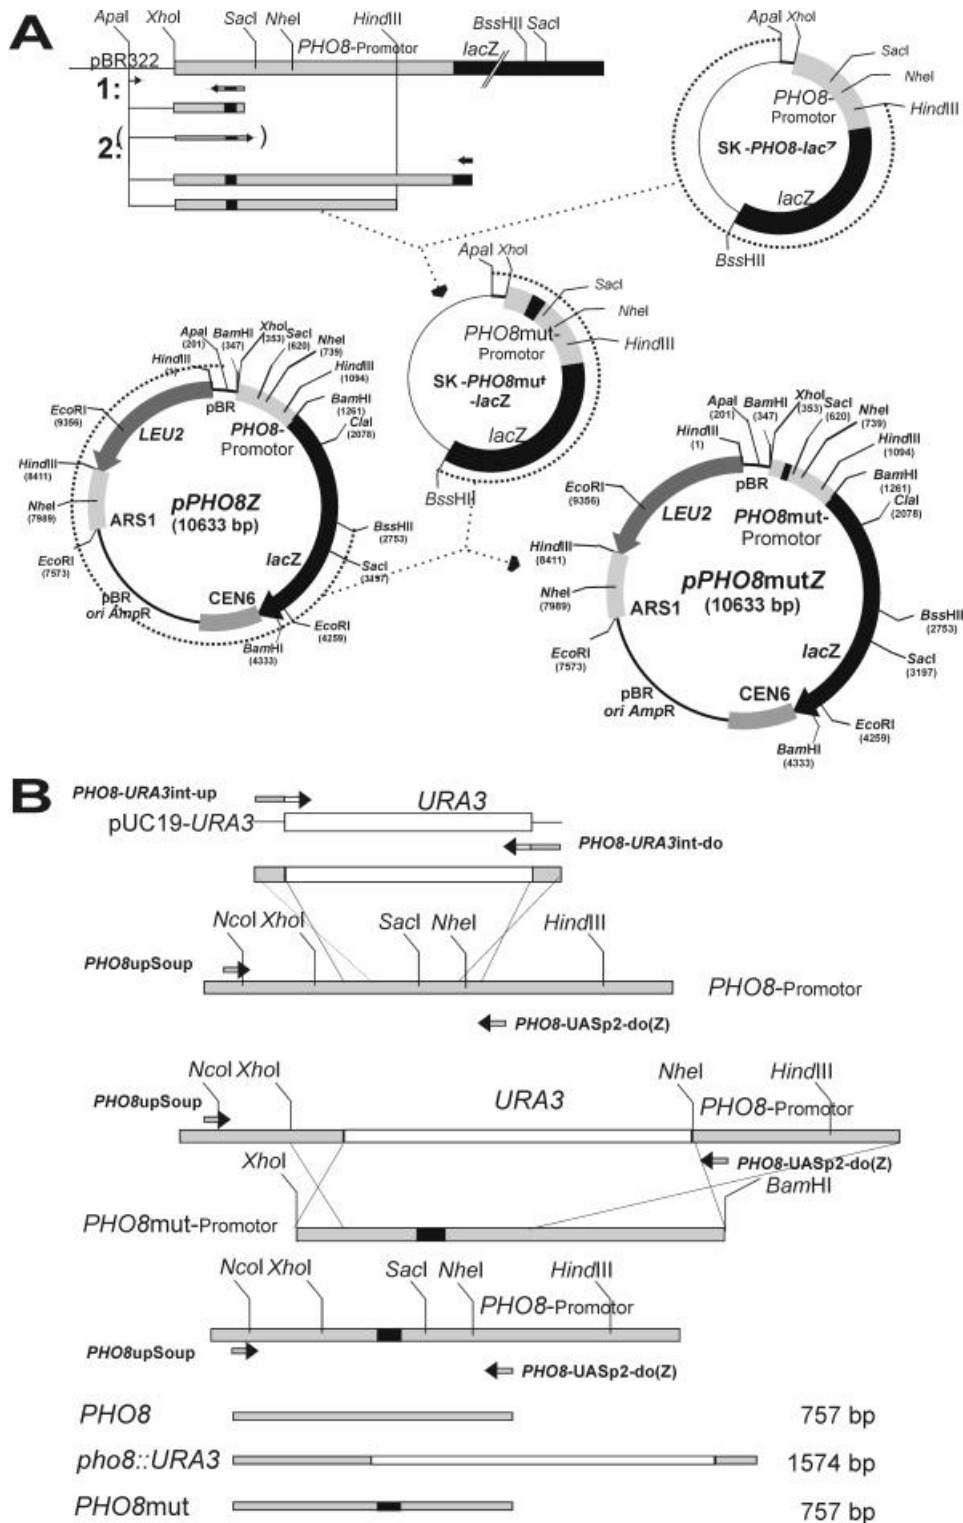 A
ApaI XhoI SacI NheI HindIII BssHII SacI
PHO8-Promotor lacZ
pBR322
1:
2:
( )
ApaI XhoI
SacI
NheI
HindIII
PHO8-
Promotor
SK-PHO8-lacZ
lacZ
BssHII
ApaI XhoI
SacI
NheI
HindIII
PHO8mut-
Promotor
SK-PHO8mut
-lacZ
lacZ
BssHII
HindIII
(1)
ApaI
(201)
BamHI
(347)
XhoI
(353)
SacI
(620)
NheI
(739)
HindIII
(1094)
BamHI
(1261)
ClaI
(2078)
BssHII
(2753)
SacI
(3197)
EcoRI
(4259)
BamHI
(4333)
EcoRI
(7573)
NheI
(7989)
HindIII
(8411)
EcoRI
(9356)
pBR
LEU2
PHO8-
Promotor
pPHO8Z
(10633 bp)
ARS1
lacZ
CEN6
pBR
ori AmpR
HindIII
(1)
ApaI
(201)
BamHI
(347)
XhoI
(353)
SacI
(620)
NheI
(739)
HindIII
(1094)
BamHI
(1261)
ClaI
(2078)
BssHII
(2753)
SacI
(3197)
EcoRI
(4259)
BamHI
(4333)
EcoRI
(7573)
NheI
(7989)
HindIII
(8411)
EcoRI
(9356)
pBR
LEU2
PHO8mut-
Promotor
pPHO8mutZ
(10633 bp)
ARS1
lacZ
CEN6
pBR
ori AmpR
B
PHO8-URA3int-up URA3
pUC19-URA3
PHO8-URA3int-do
NcoI XhoI SacI NheI HindIII
PHO8upSoup
PHO8-Promotor
PHO8-UASp2-do(Z)
NcoI XhoI NheI HindIII
PHO8upSoup URA3 PHO8-Promotor
PHO8-UASp2-do(Z)
XhoI BamHI
PHO8mut-Promotor
NcoI XhoI SacI NheI HindIII
PHO8-Promotor
PHO8upSoup
PHO8-UASp2-do(Z)
PHO8 757 bp
pho8::URA3 1574 bp
PHO8mut 757 bp